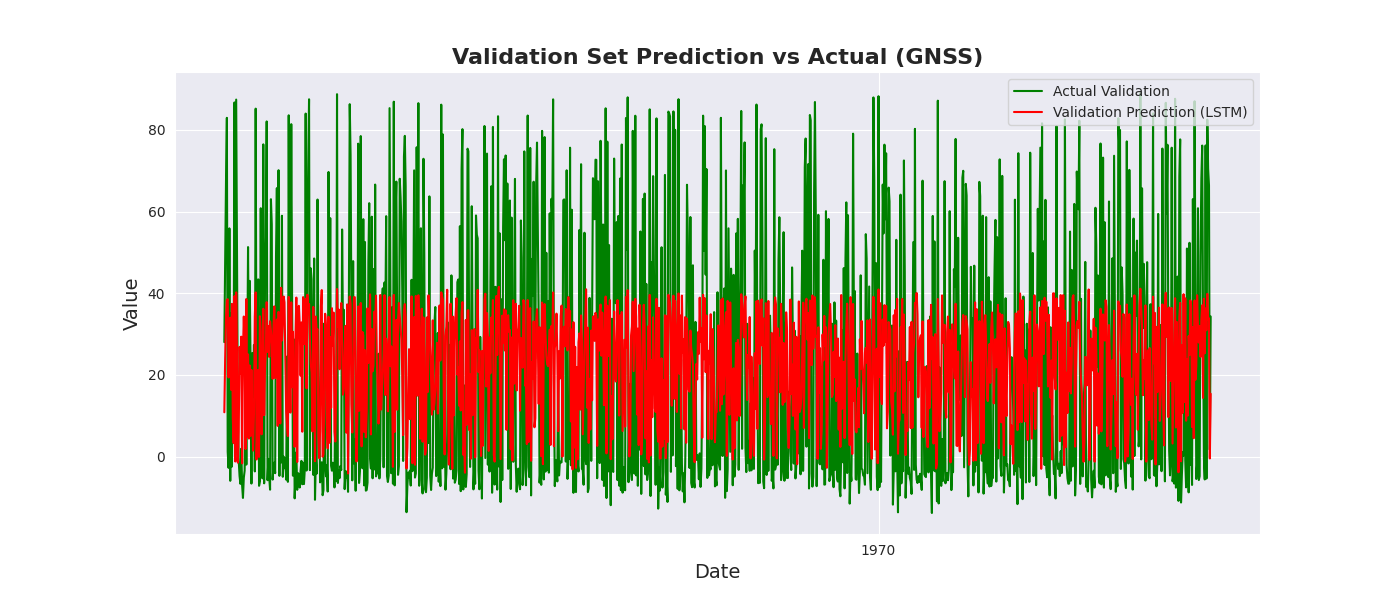 Validation Set Prediction vs Actual (GNSS)
Actual Validation
Validation Prediction (LSTM)
Value
80
60
40
20
0
1970
Date